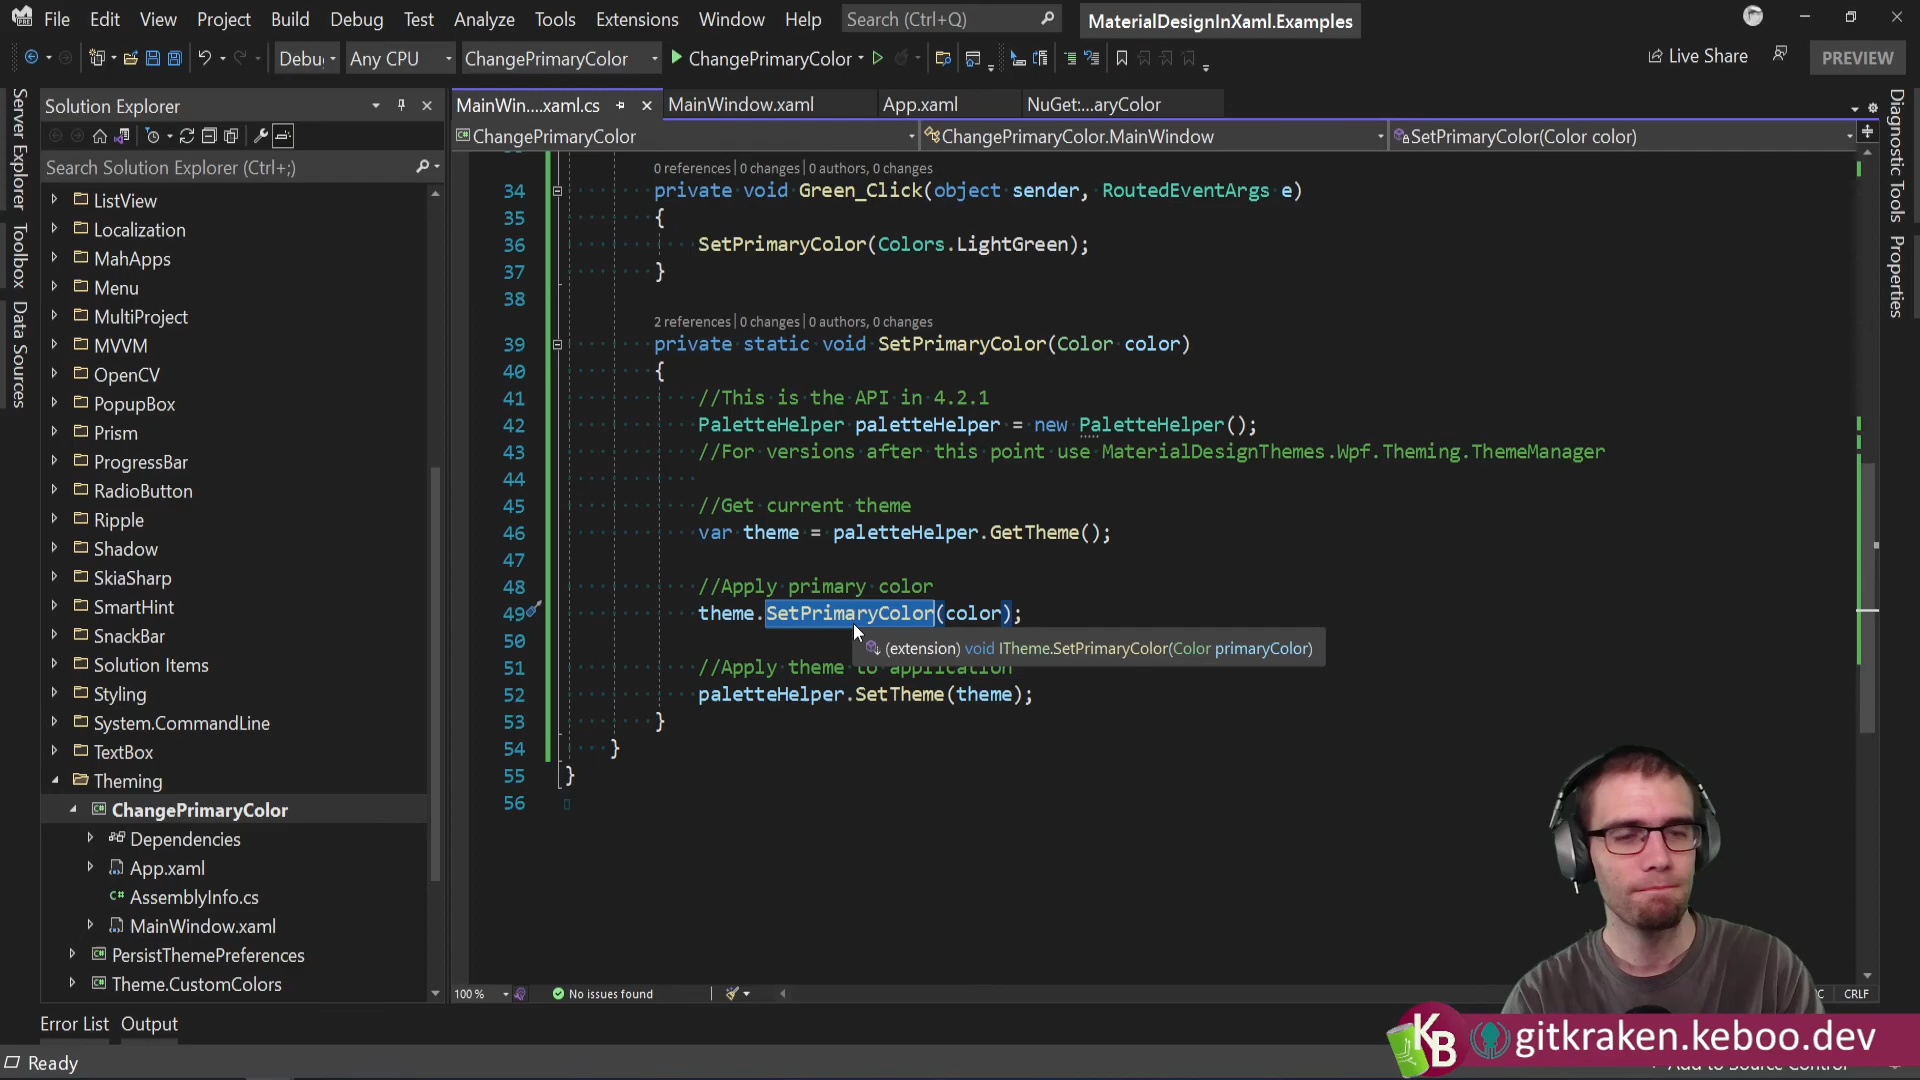 File Edit View Project Build Debug Test Analyze Tools Extensions Window Help Search (Ctrl+Q) MaterialDesignInXaml.Examples
Debu Any CPU ChangePrimaryColor ChangePrimaryColor Live Share PREVIEW
Server Explorer
Toolbox
Data Sources
Solution Explorer
Search Solution Explorer (Ctrl+;)
ListView
Localization
MahApps
Menu
MultiProject
MVVM
OpenCV
PopupBox
Prism
ProgressBar
RadioButton
Ripple
Shadow
SkiaSharp
SmartHint
SnackBar
Solution Items
Styling
System.CommandLine
TextBox
Theming
ChangePrimaryColor
Dependencies
App.xaml
AssemblyInfo.cs
MainWindow.xaml
PersistThemePreferences
Theme.CustomColors
MainWin....xaml.cs MainWindow.xaml App.xaml NuGet:...aryColor
ChangePrimaryColor ChangePrimaryColor.MainWindow SetPrimaryColor(Color color)
0 references | 0 changes | 0 authors, 0 changes
34 private void Green_Click(object sender, RoutedEventArgs e)
35 {
36 SetPrimaryColor(Colors.LightGreen);
37 }
38
2 references | 0 changes | 0 authors, 0 changes
39 private static void SetPrimaryColor(Color color)
40 {
41 //This is the API in 4.2.1
42 PaletteHelper paletteHelper = new PaletteHelper();
43 //For versions after this point use MaterialDesignThemes.Wpf.Theming.ThemeManager
44
45 //Get current theme
46 var theme = paletteHelper.GetTheme();
47
48 //Apply primary color
49 theme.SetPrimaryColor(color);
50 (extension) void ITheme.SetPrimaryColor(Color primaryColor)
51 //Apply theme to application
52 paletteHelper.SetTheme(theme);
53 }
54 }
55 }
56
100 % No issues found CRLF
Diagnostic Tools
Properties
Error List Output
Ready
KB gitkraken.keboo.dev